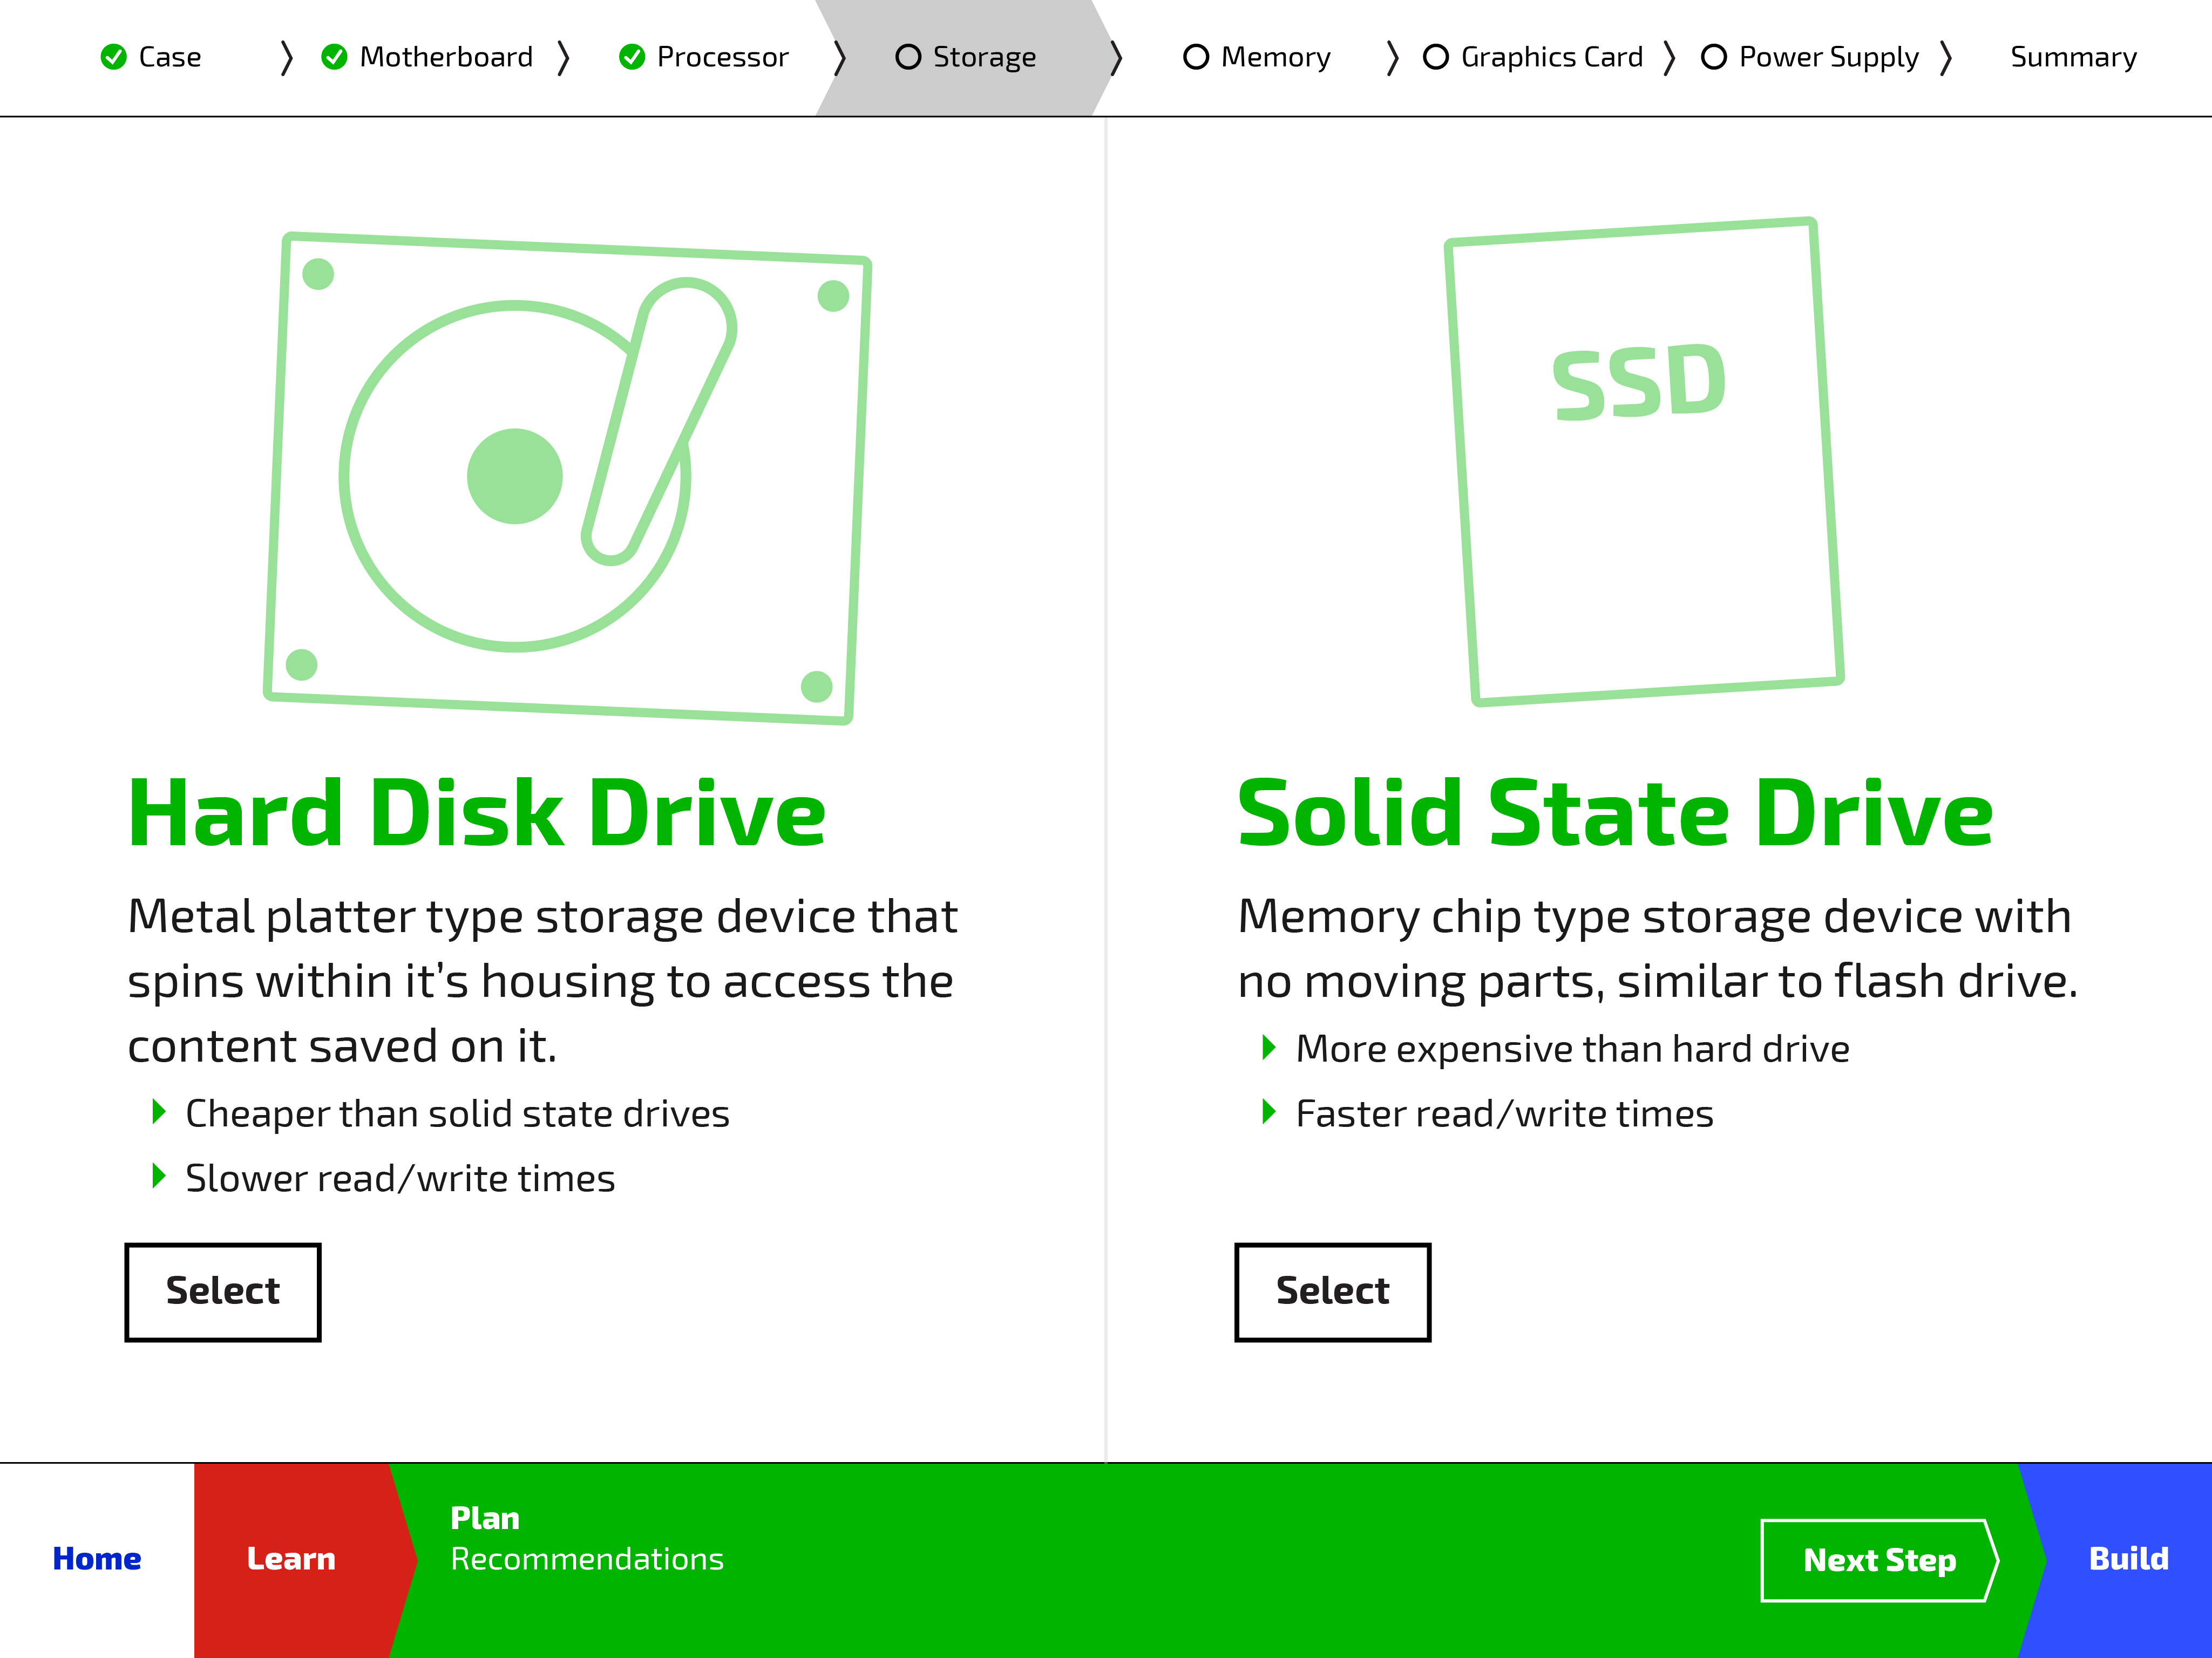 Case
Motherboard
Processor
Storage
Memory
Graphics Card
Power Supply
Summary
SSD
Hard Disk Drive
Metal platter type storage device that
spins within it’s housing to access the
content saved on it.
Cheaper than solid state drives
Slower read/write times
Select
Solid State Drive
Memory chip type storage device with
no moving parts, similar to flash drive.
More expensive than hard drive
Faster read/write times
Select
Home
Learn
Plan
Recommendations
Next Step
Build